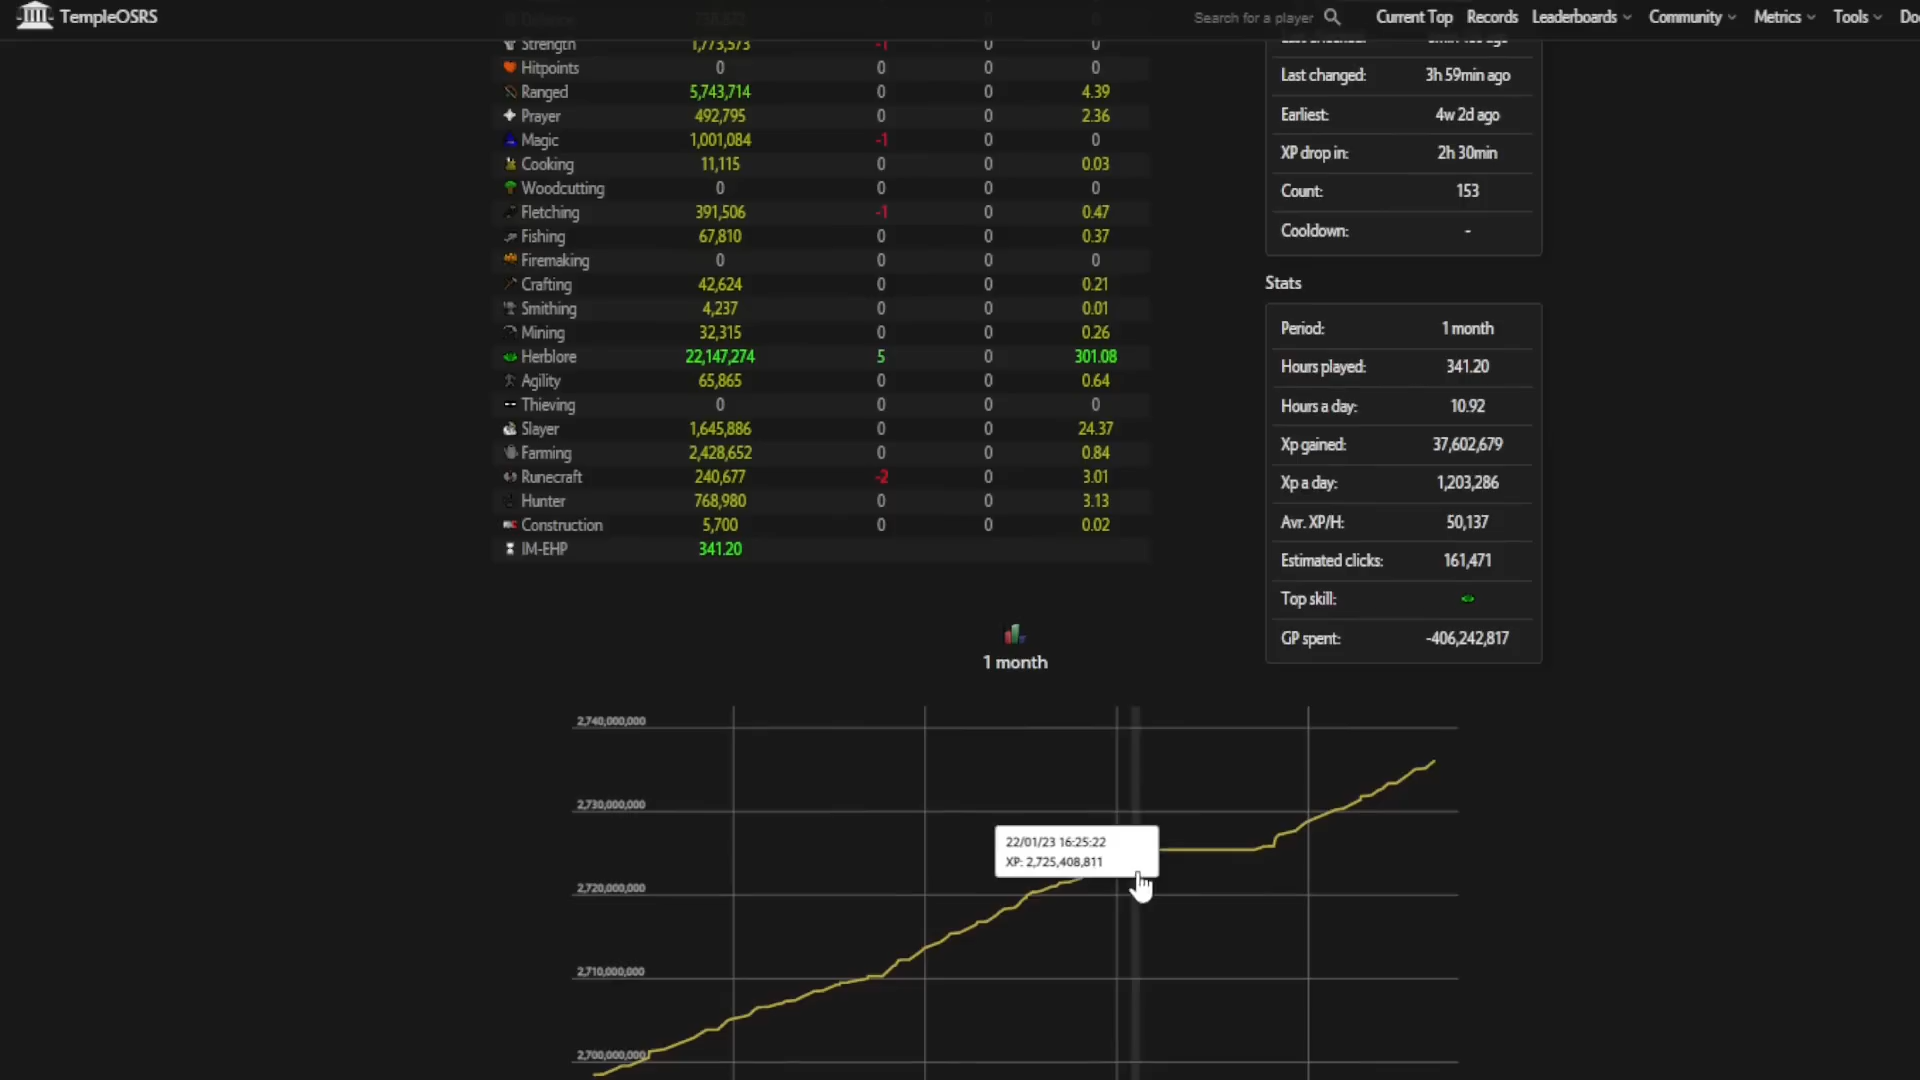 TempleOSRS
Search for a player
Current Top
Records
Leaderboards
Community
Metrics
Tools
Strength 1,773,573 -1 0 0
Hitpoints 0 0 0 0
Ranged 5,743,714 0 0 4.39
Prayer 492,795 0 0 2.36
Magic 1,001,084 -1 0 0
Cooking 11,115 0 0 0.03
Woodcutting 0 0 0 0
Fletching 391,506 -1 0 0.47
Fishing 67,810 0 0 0.37
Firemaking 0 0 0 0
Crafting 42,624 0 0 0.21
Smithing 4,237 0 0 0.01
Mining 32,315 0 0 0.26
Herblore 22,147,274 5 0 301.08
Agility 65,865 0 0 0.64
Thieving 0 0 0 0
Slayer 1,645,886 0 0 24.37
Farming 2,428,652 0 0 0.84
Runecraft 240,677 -2 0 3.01
Hunter 768,980 0 0 3.13
Construction 5,700 0 0 0.02
IM-EHP 341.20
Last changed: 3h 59min ago
Earliest: 4w 2d ago
XP drop in: 2h 30min
Count: 153
Cooldown: -
Stats
Period: 1 month
Hours played: 341.20
Hours a day: 10.92
Xp gained: 37,602,679
Xp a day: 1,203,286
Avr. XP/H: 50,137
Estimated clicks: 161,471
Top skill:
GP spent: -406,242,817
1 month
2,740,000,000
2,730,000,000
22/01/23 16:25:22
XP: 2,725,408,811
2,720,000,000
2,710,000,000
2,700,000,000